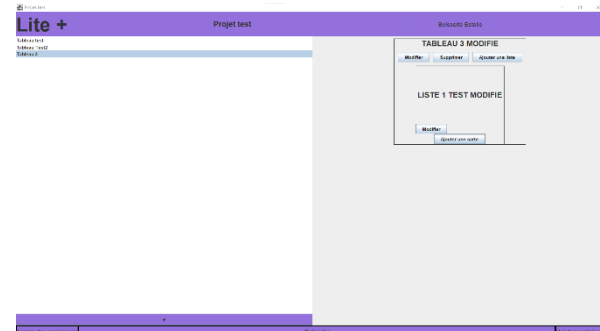 Lite +
Projet test
Tableau test
Tableau Test2
Tableau 3
TABLEAU 3 MODIFIE
Modifier
Supprimer
Ajouter une liste
LISTE 1 TEST MODIFIE
Modifier
Ajouter une carte
+